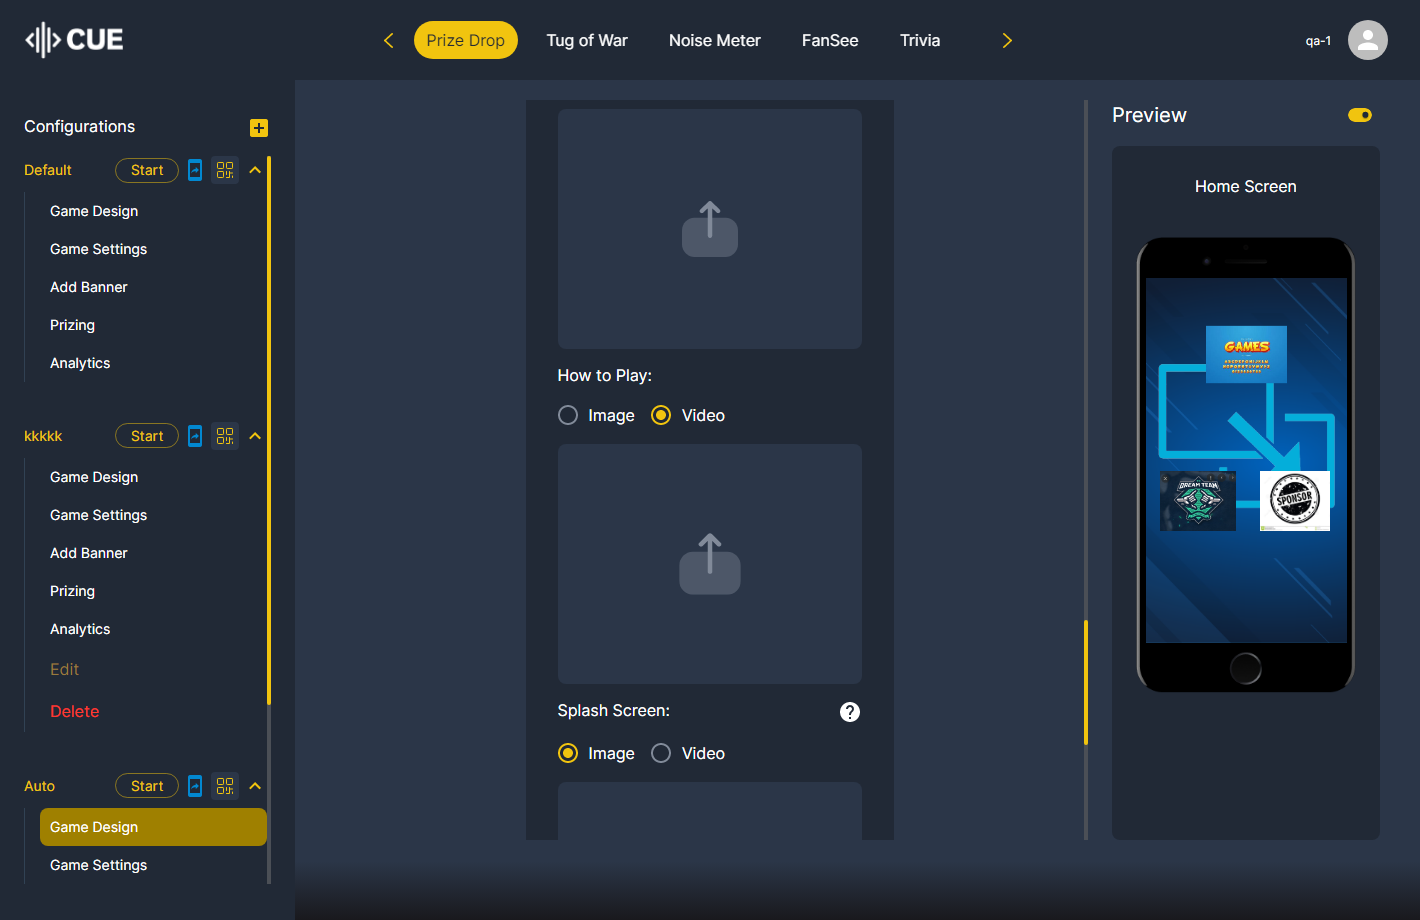 CUE
Prize Drop
Tug of War
Noise Meter
FanSee
Trivia
qa-1
Configurations
Default
Start
Game Design
Game Settings
Add Banner
Prizing
Analytics
kkkkk
Start
Game Design
Game Settings
Add Banner
Prizing
Analytics
Edit
Delete
Auto
Start
Game Design
Game Settings
How to Play:
Image
Video
Splash Screen:
?
Image
Video
Preview
Home Screen
GAMES
DREAM TEAM
SPONSOR